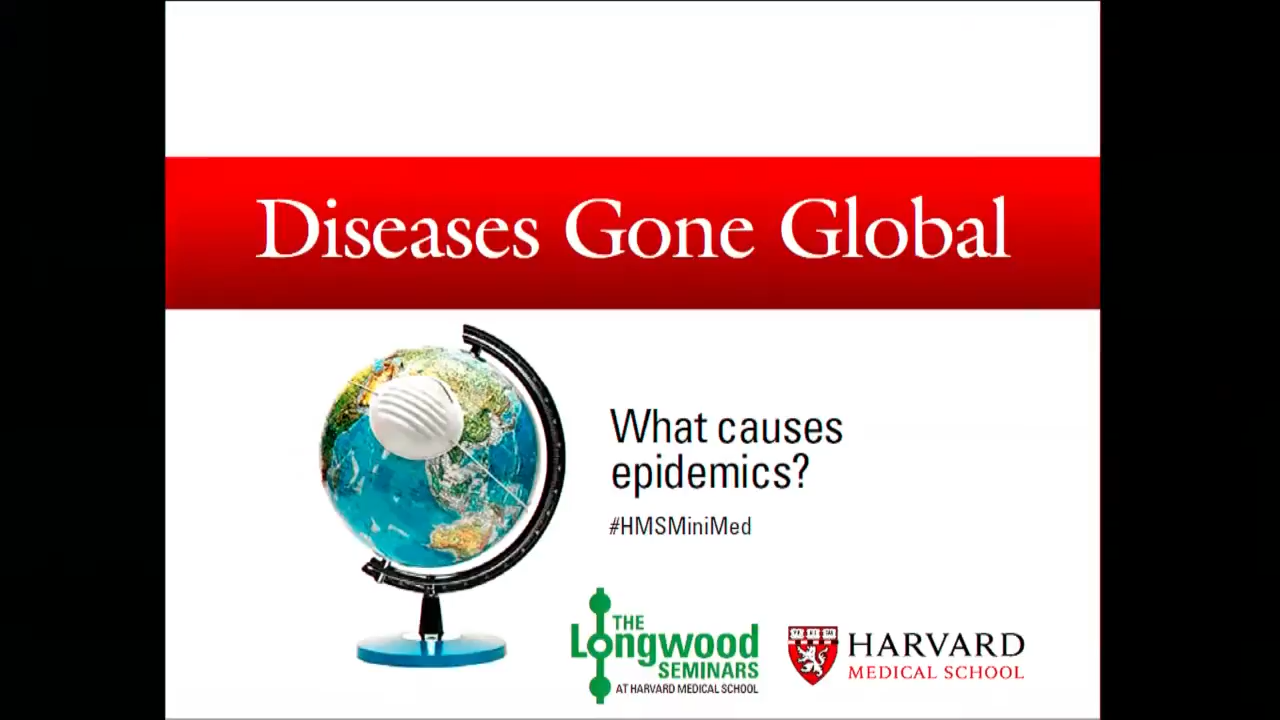 Diseases Gone Global
What causes
epidemics?
#HMSMiniMed
THE
Longwood
SEMINARS
AT HARVARD MEDICAL SCHOOL
HARVARD
MEDICAL SCHOOL